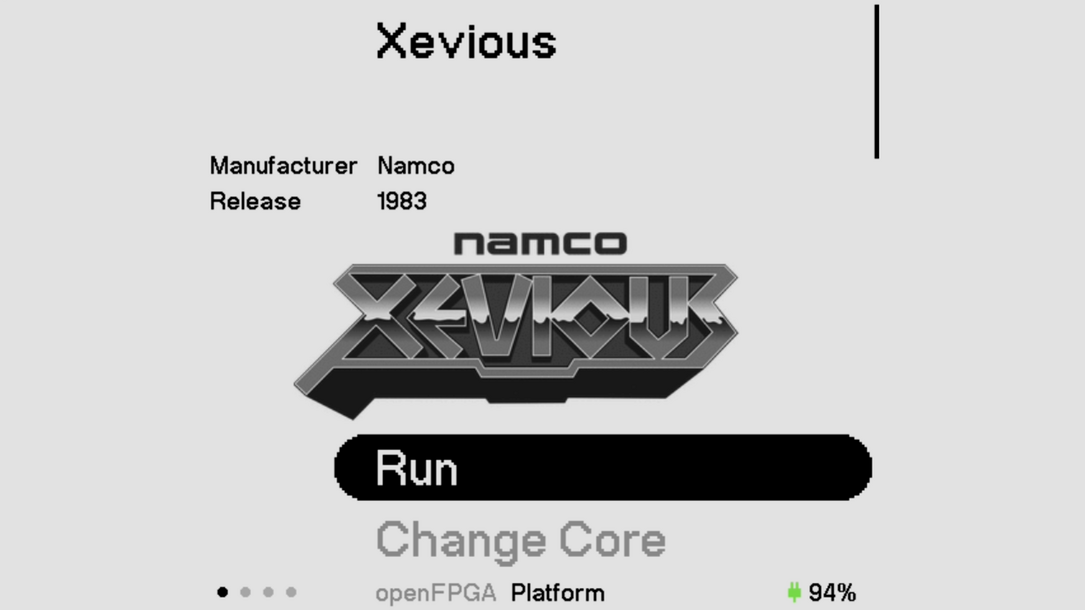 Xevious
Manufacturer Namco
Release 1983
namco
XEVIOUS
Run
Change Core
openFPGA Platform 94%